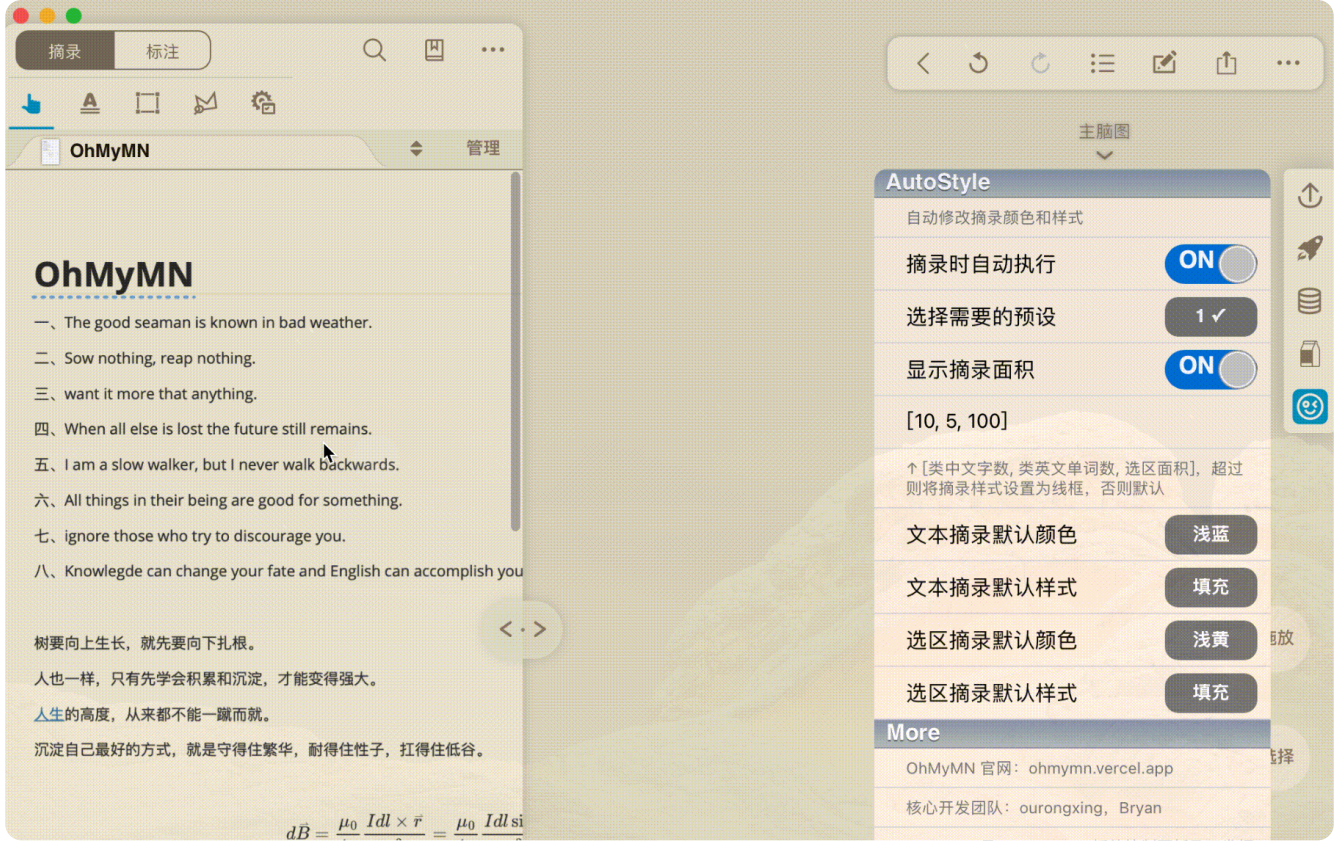 摘录 标注
OhMyMN 管理
OhMyMN
一、The good seaman is known in bad weather.
二、Sow nothing, reap nothing.
三、want it more that anything.
四、When all else is lost the future still remains.
五、I am a slow walker, but I never walk backwards.
六、All things in their being are good for something.
七、ignore those who try to discourage you.
八、Knowlegde can change your fate and English can accomplish you
树要向上生长，就先要向下扎根。
人也一样，只有先学会积累和沉淀，才能变得强大。
人生的高度，从来都不能一蹴而就。
沉淀自己最好的方式，就是守得住繁华，耐得住性子，扛得住低谷。
主脑图
AutoStyle
自动修改摘录颜色和样式
摘录时自动执行 ON
选择需要的预设 1 ✓
显示摘录面积 ON
[10, 5, 100]
↑ [类中文字数, 类英文单词数, 选区面积]，超过
则将摘录样式设置为线框，否则默认
文本摘录默认颜色 浅蓝
文本摘录默认样式 填充
选区摘录默认颜色 浅黄
选区摘录默认样式 填充
More
OhMyMN 官网：ohmymn.vercel.app
核心开发团队：ourongxing，Bryan